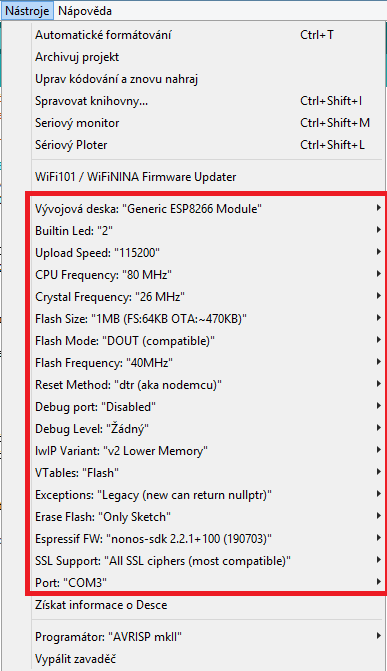 Nástroje Nápověda
Automatické formátování Ctrl+T
Archivuj projekt
Uprav kódování a znovu nahraj
Spravovat knihovny... Ctrl+Shift+I
Seriový monitor Ctrl+Shift+M
Sériový Ploter Ctrl+Shift+L
WiFi101 / WiFiNINA Firmware Updater
Vývojová deska: "Generic ESP8266 Module"
Builtin Led: "2"
Upload Speed: "115200"
CPU Frequency: "80 MHz"
Crystal Frequency: "26 MHz"
Flash Size: "1MB (FS:64KB OTA:~470KB)"
Flash Mode: "DOUT (compatible)"
Flash Frequency: "40MHz"
Reset Method: "dtr (aka nodemcu)"
Debug port: "Disabled"
Debug Level: "Žádný"
lwIP Variant: "v2 Lower Memory"
VTables: "Flash"
Exceptions: "Legacy (new can return nullptr)"
Erase Flash: "Only Sketch"
Espressif FW: "nonos-sdk 2.2.1+100 (190703)"
SSL Support: "All SSL ciphers (most compatible)"
Port: "COM3"
Získat informace o Desce
Programátor: "AVRISP mkII"
Vypálit zavaděč